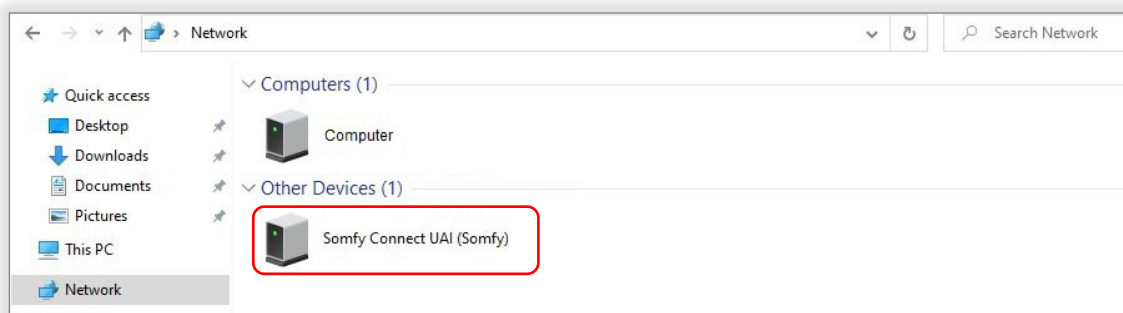 Network
Search Network
Quick access
Desktop
Downloads
Documents
Pictures
This PC
Network
Computers (1)
Computer
Other Devices (1)
Somfy Connect UAI (Somfy)